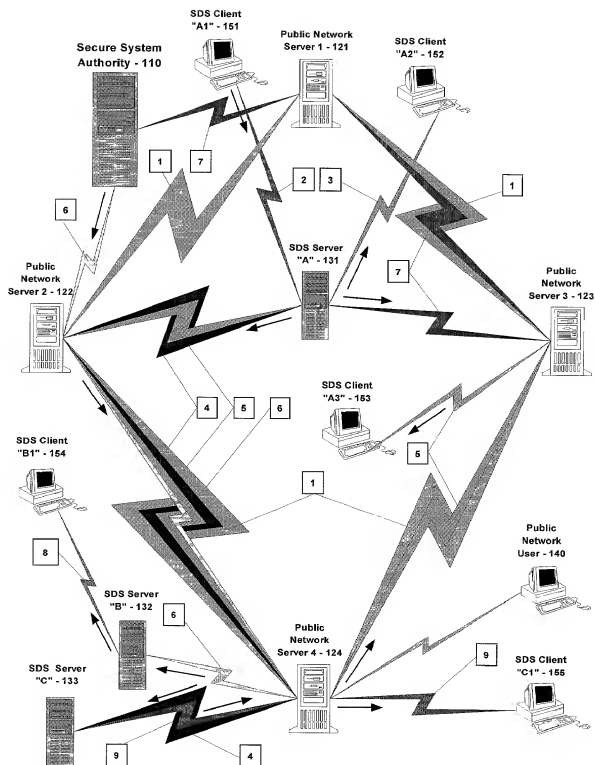 SDS Client
"A1" - 151
Public Network
Server 1 - 121
SDS Client
"A2" - 152
Secure System
Authority - 110
1
7
2
3
1
6
SDS Server
"A" - 131
7
Public
Network
Server 2 - 122
Public
Network
Server 3 - 123
4
5
6
SDS Client
"A3" - 153
5
SDS Client
"B1" - 154
1
Public
Network
User - 140
8
SDS Server
"B" - 132
6
Public
Network
Server 4 - 124
9
SDS Client
"C1" - 155
SDS Server
"C" - 133
9
4